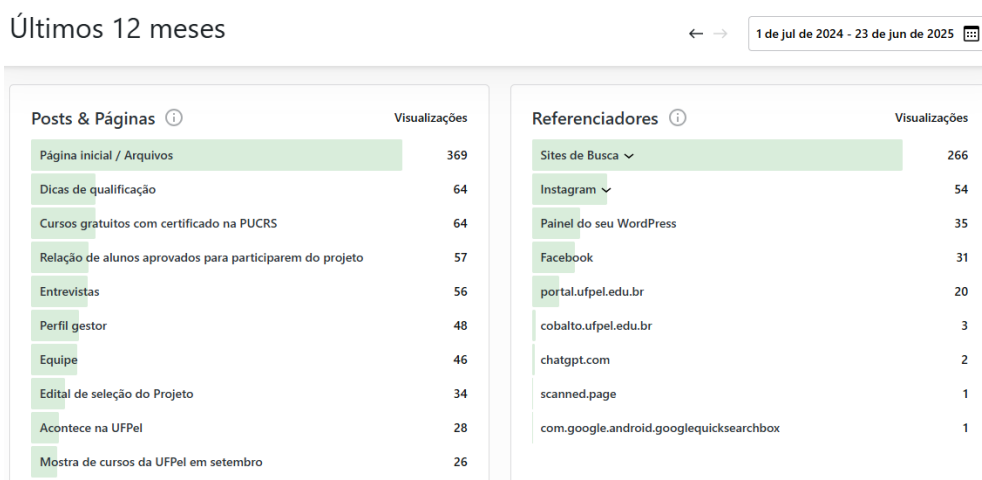 Últimos 12 meses
1 de jul de 2024 - 23 de jun de 2025
Posts & Páginas
Visualizações
Página inicial / Arquivos 369
Dicas de qualificação 64
Cursos gratuitos com certificado na PUCRS 64
Relação de alunos aprovados para participarem do projeto 57
Entrevistas 56
Perfil gestor 48
Equipe 46
Edital de seleção do Projeto 34
Acontece na UFPel 28
Mostra de cursos da UFPel em setembro 26
Referenciadores
Visualizações
Sites de Busca 266
Instagram 54
Painel do seu WordPress 35
Facebook 31
portal.ufpel.edu.br 20
cobalto.ufpel.edu.br 3
chatgpt.com 2
scanned.page 1
com.google.android.googlequicksearchbox 1